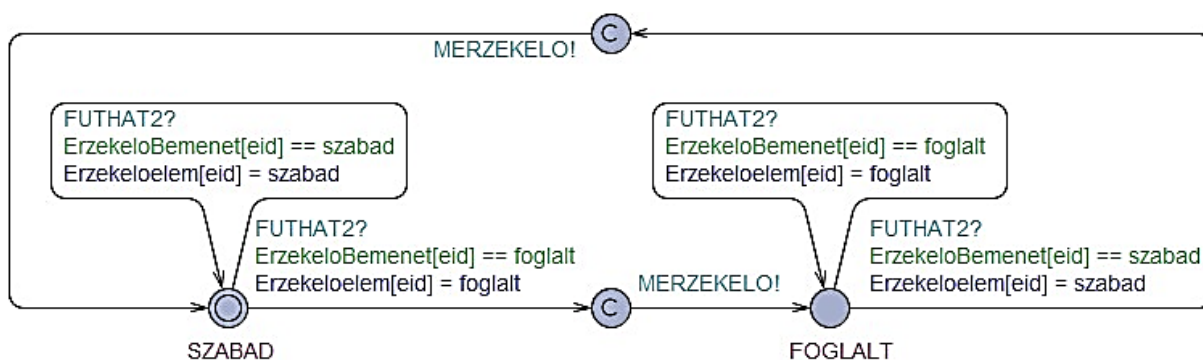 C
MERZEKELO!
FUTHAT2?
ErzekeloBemenet[eid] == szabad
Erzekeloelem[eid] = szabad
FUTHAT2?
ErzekeloBemenet[eid] == foglalt
Erzekeloelem[eid] = foglalt
FUTHAT2?
ErzekeloBemenet[eid] == foglalt
Erzekeloelem[eid] = foglalt
FUTHAT2?
ErzekeloBemenet[eid] == szabad
Erzekeloelem[eid] = szabad
C
MERZEKELO!
SZABAD
FOGLALT